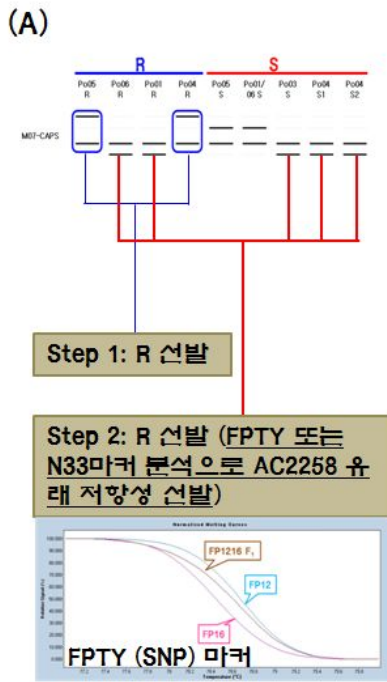 (A)
R S
Po05 Po06 Po01 Po04 Po05 Po01/ Po03 Po04 Po04
R R R R S 06 S S S1 S2
M07-CAPS
Step 1: R 선발
Step 2: R 선발 (FPTY 또는
N33마커 분석으로 AC2258 유
래 저항성 선발)
Normalised Melting Curves
FP1216 F₁
FP12
FP16
FPTY (SNP) 마커
Temperature (°C)